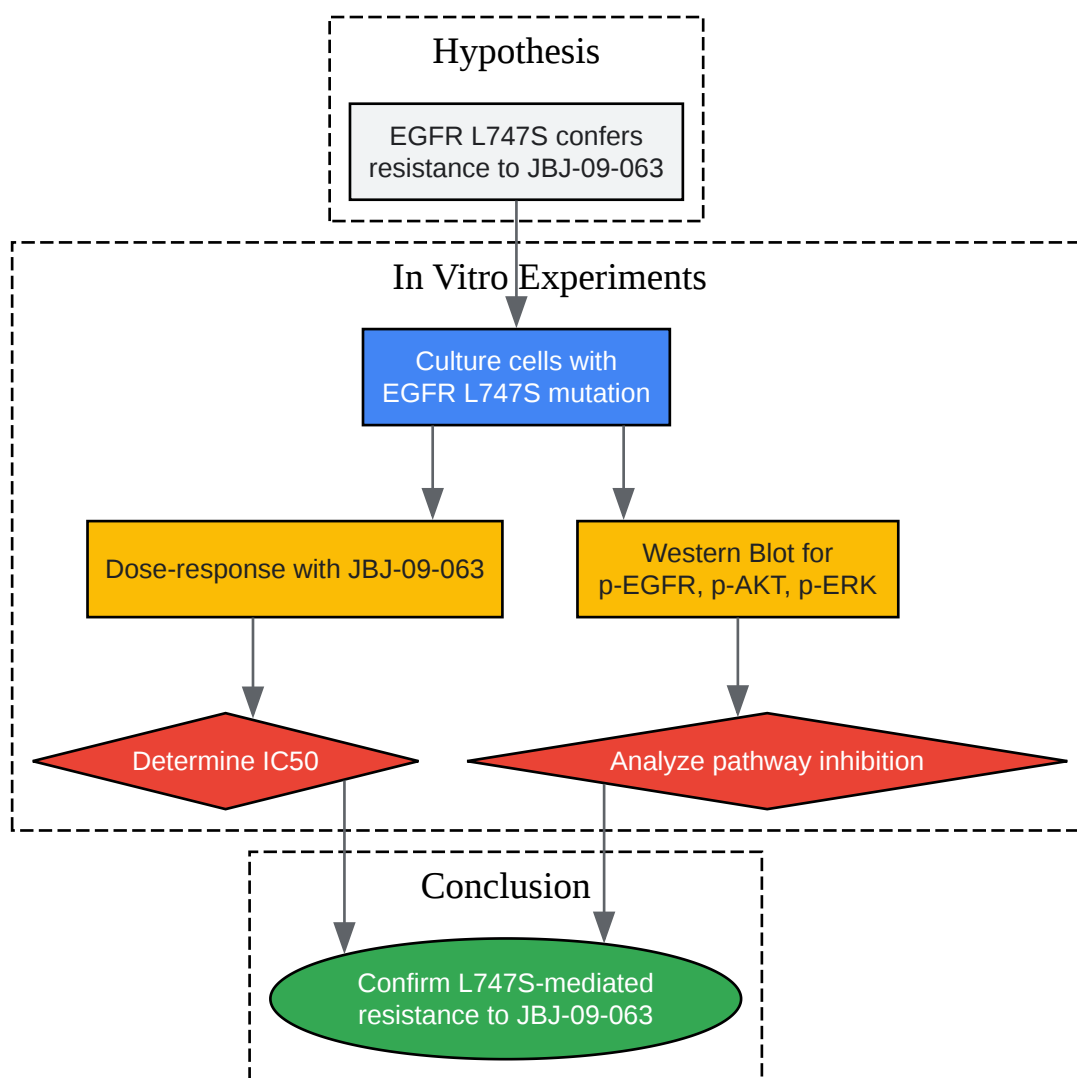 Hypothesis
EGFR L747S confers
resistance to JBJ-09-063
In Vitro Experiments
Culture cells with
EGFR L747S mutation
Dose-response with JBJ-09-063
Western Blot for
p-EGFR, p-AKT, p-ERK
Determine IC50
Analyze pathway inhibition
Conclusion
Confirm L747S-mediated
resistance to JBJ-09-063